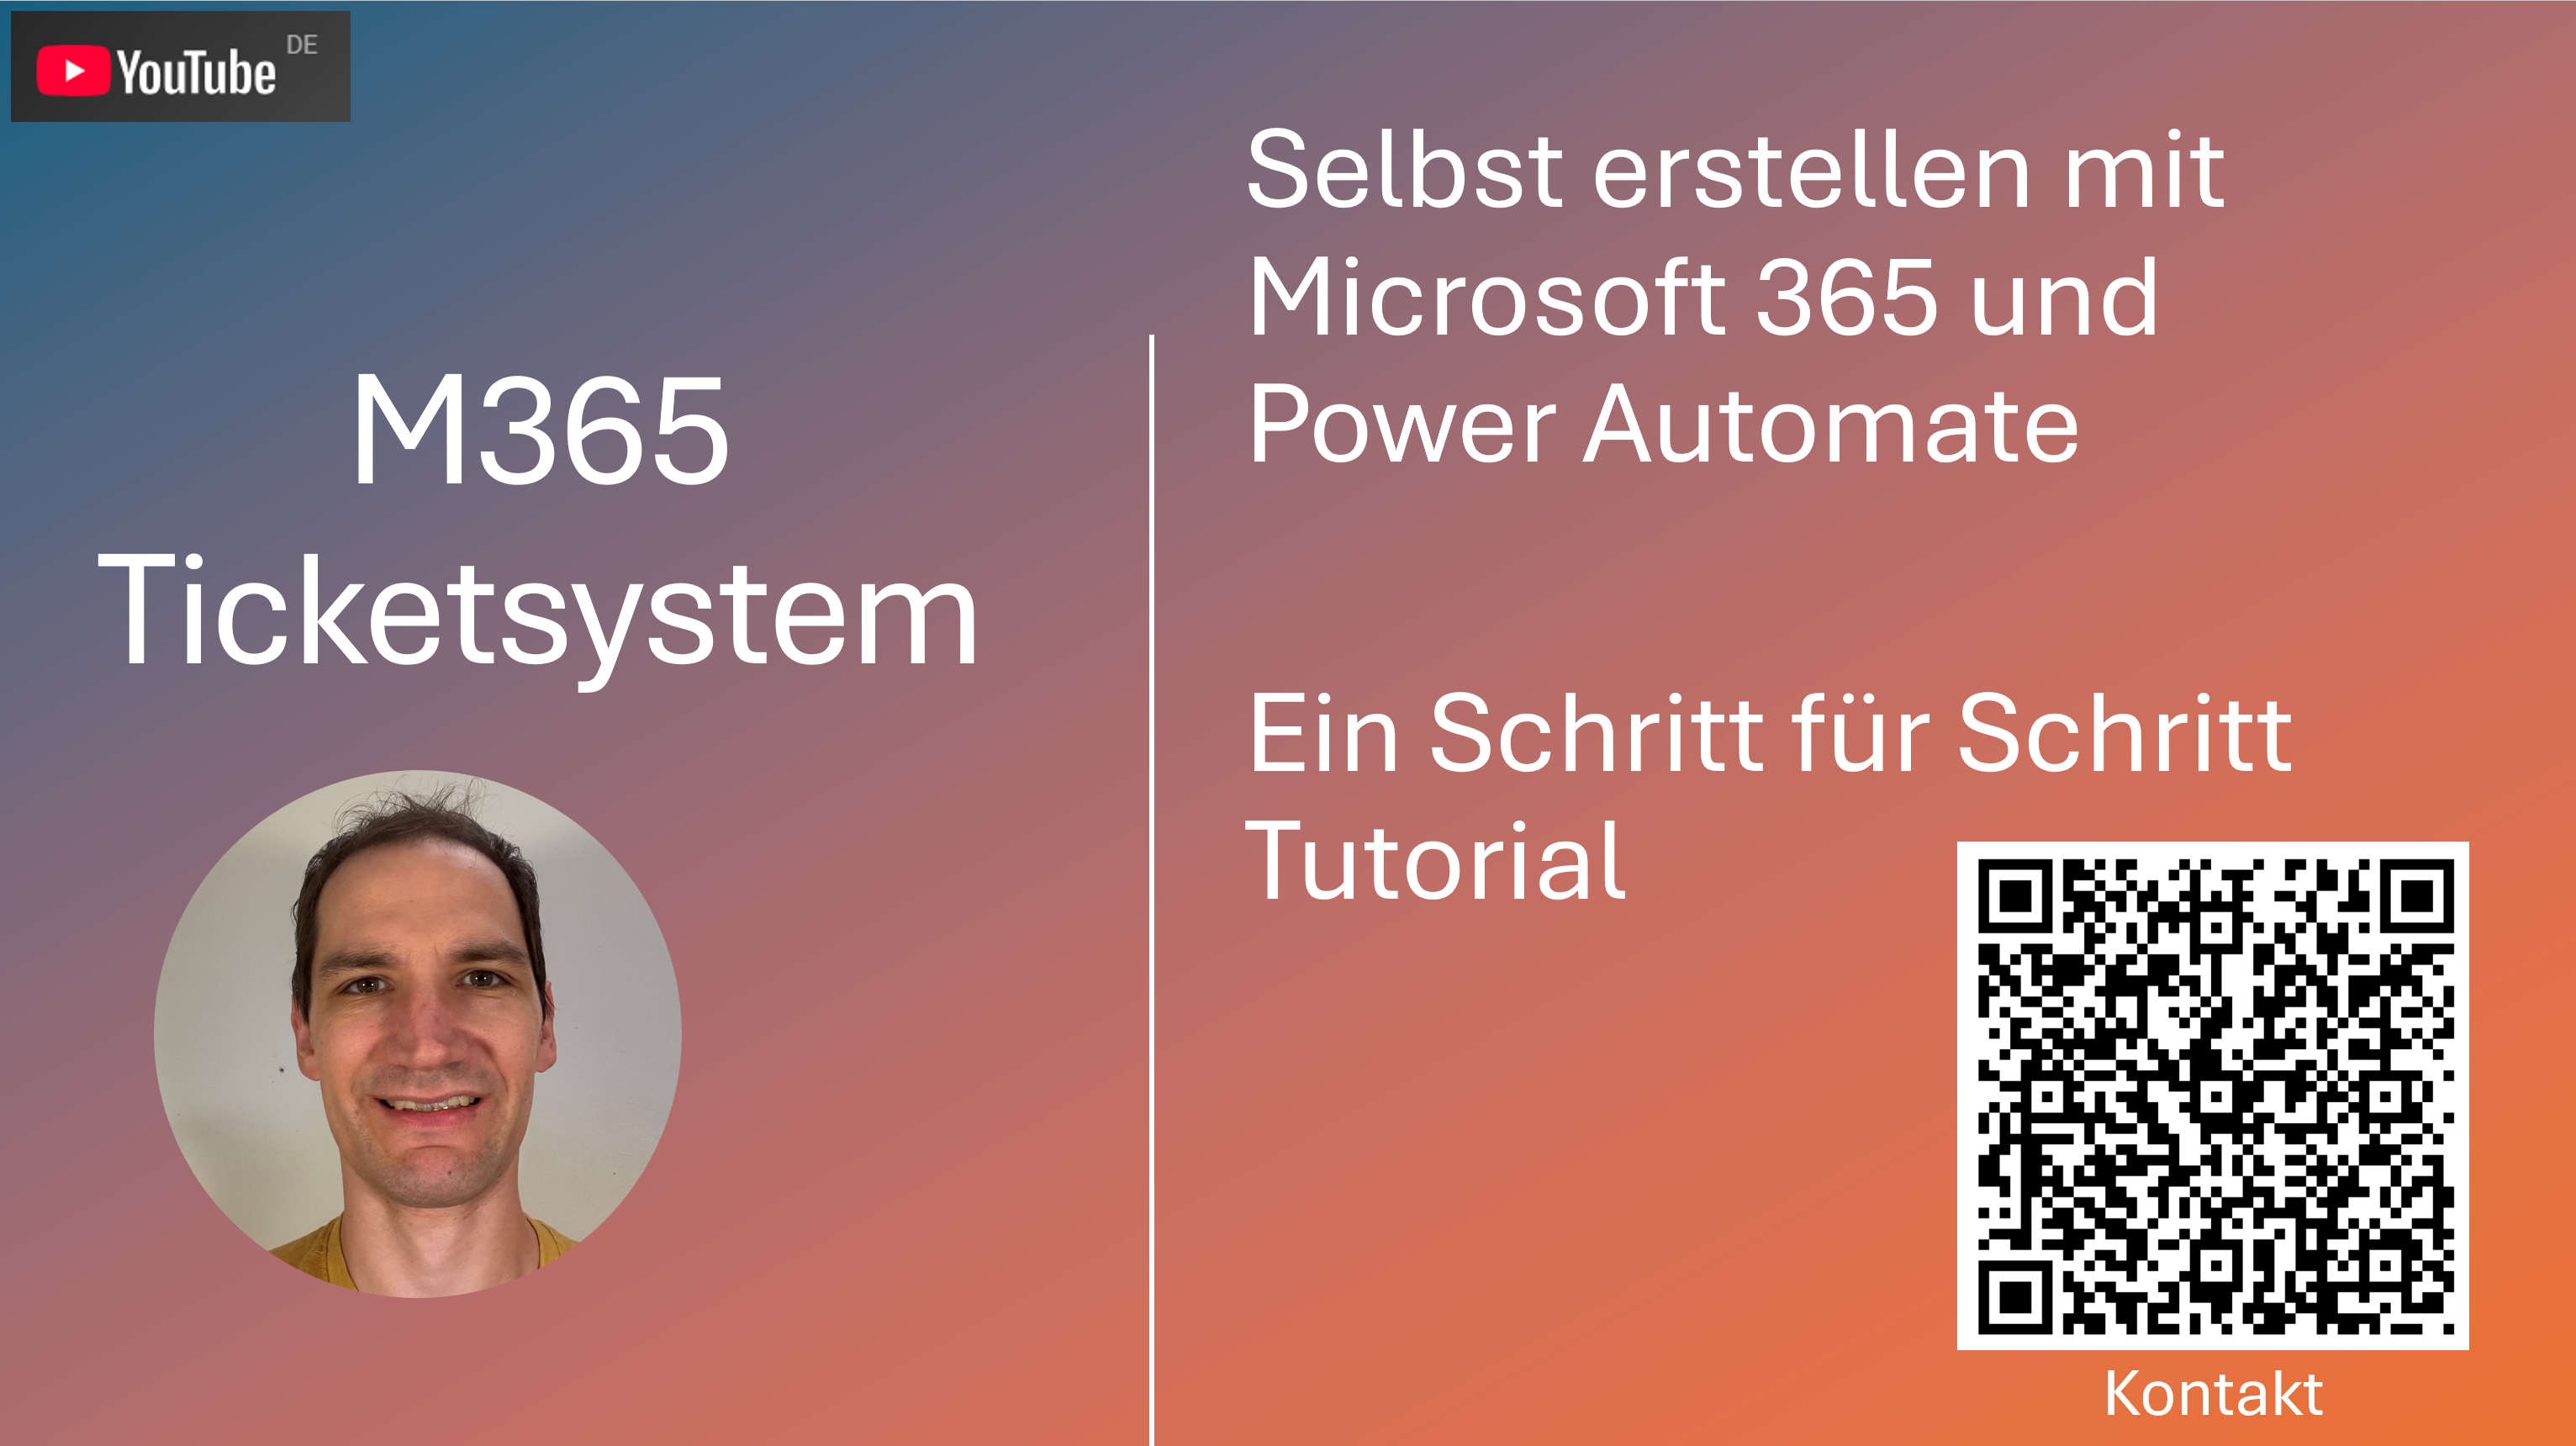 YouTube DE
M365
Ticketsystem
Selbst erstellen mit
Microsoft 365 und
Power Automate
Ein Schritt für Schritt
Tutorial
Kontakt